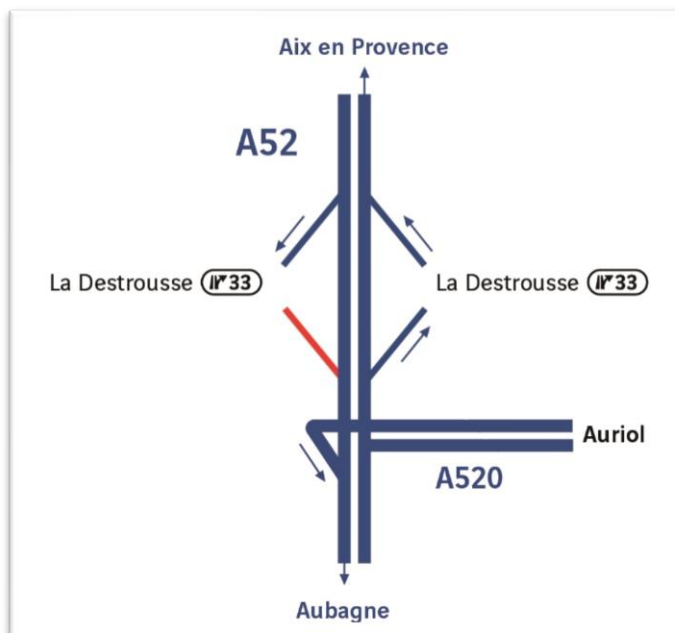 Aix en Provence
A52
La Destrousse 33
La Destrousse 33
Auriol
A520
Aubagne